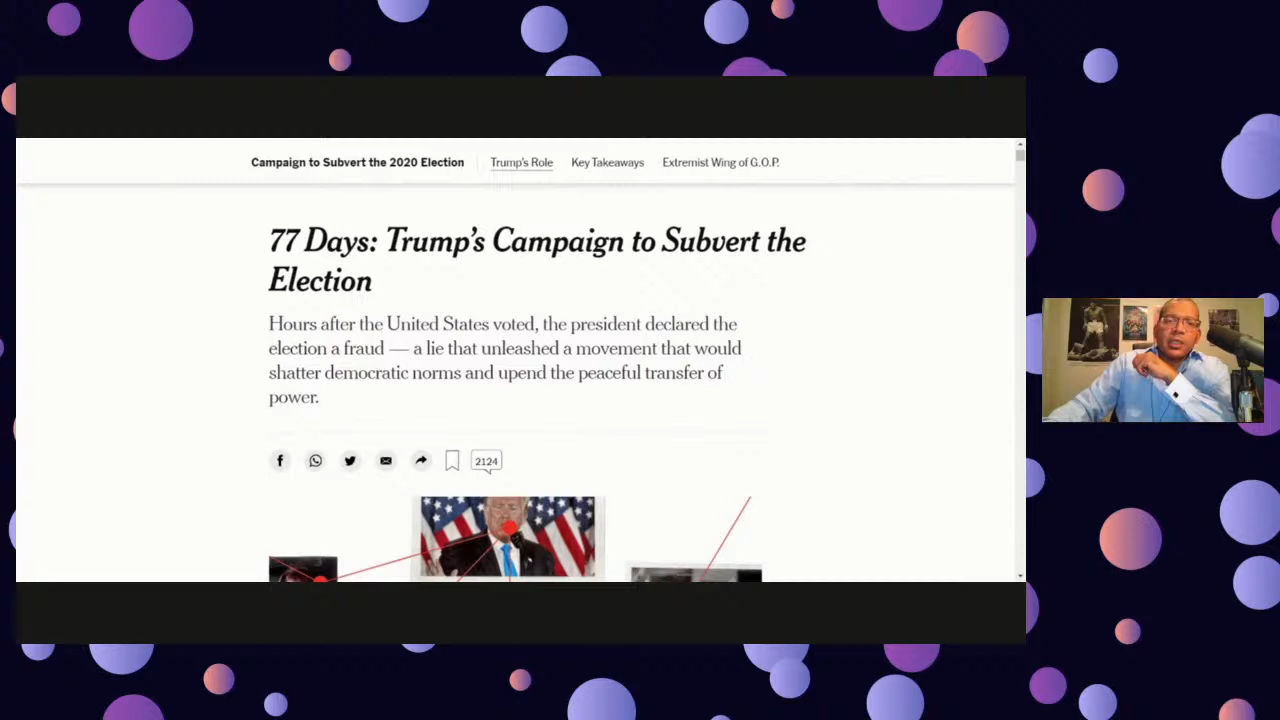 Campaign to Subvert the 2020 Election Trump's Role Key Takeaways Extremist Wing of G.O.P.
77 Days: Trump's Campaign to Subvert the
Election
Hours after the United States voted, the president declared the
election a fraud — a lie that unleashed a movement that would
shatter democratic norms and upend the peaceful transfer of
power.
2124